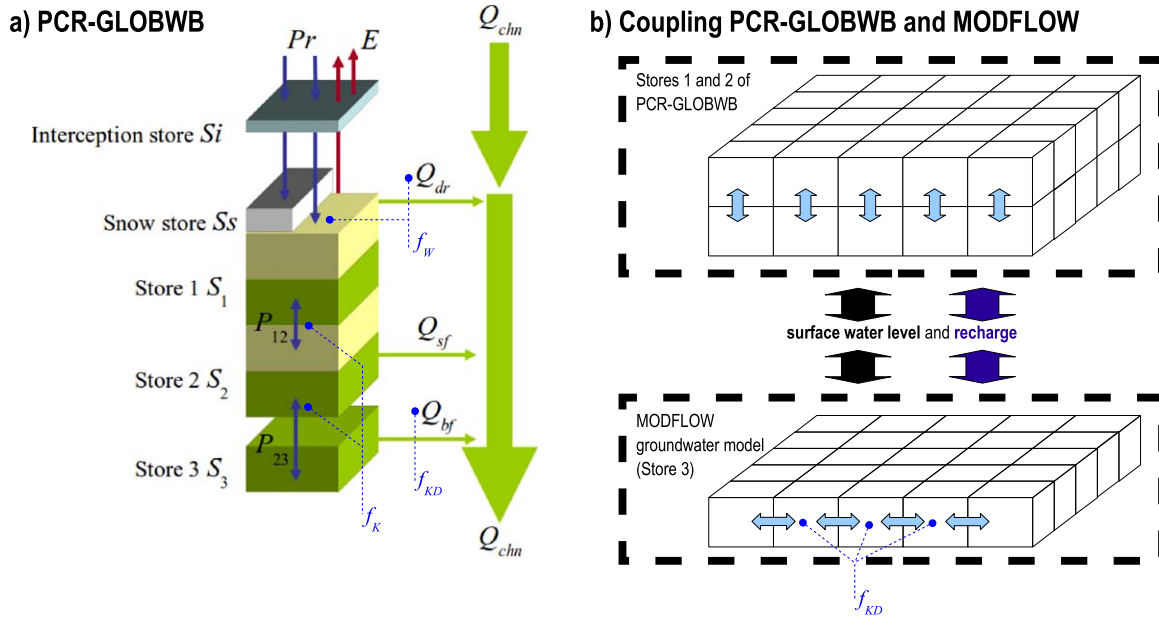 a) PCR-GLOBWB
Pr
E
Q_chn
Interception store Si
Q_dr
Snow store Ss
f_W
Store 1 S_1
P_12
Q_sf
Store 2 S_2
Q_bf
P_23
Store 3 S_3
f_KD
f_K
Q_chn
b) Coupling PCR-GLOBWB and MODFLOW
Stores 1 and 2 of
PCR-GLOBWB
surface water level and recharge
MODFLOW
groundwater model
(Store 3)
f_KD